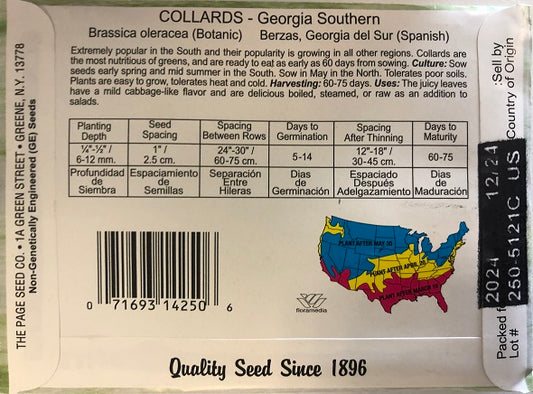 COLLARDS - Georgia Southern
Brassica oleracea (Botanic) Berzas, Georgia del Sur (Spanish)
Extremely popular in the South and their popularity is growing in all other regions. Collards are
the most nutritious of greens, and are ready to eat as early as 60 days from sowing. Culture: Sow
seeds early spring and mid summer in the South. Sow in May in the North. Tolerates poor soils.
Plants are easy to grow, tolerates heat and cold. Harvesting: 60-75 days. Uses: The juicy leaves
have a mild cabbage-like flavor and are delicious boiled, steamed, or raw as an addition to
salads.
Planting Depth Seed Spacing Spacing Between Rows Days to Germination Spacing After Thinning Days to Maturity
¼"-½" / 6-12 mm. 1" / 2.5 cm. 24"-30" / 60-75 cm. 5-14 12"-18" / 30-45 cm. 60-75
Profundidad de Siembra Espaciamiento de Semillas Separación Entre Hileras Dias de Germinación Espaciado Después Adelgazamiento Dias de Maduración
PLANT AFTER MAY 30
PLANT AFTER APRIL 20
PLANT AFTER MARCH 10
floramedia
0 71693 14250 6
Quality Seed Since 1896
THE PAGE SEED CO. • 1A GREEN STREET • GREENE, N.Y. 13778
Non-Genetically Engineered (GE) Seeds
Packed f
2024 12/24
:Sell by
Lot #
250-5121C US
Country of Origin